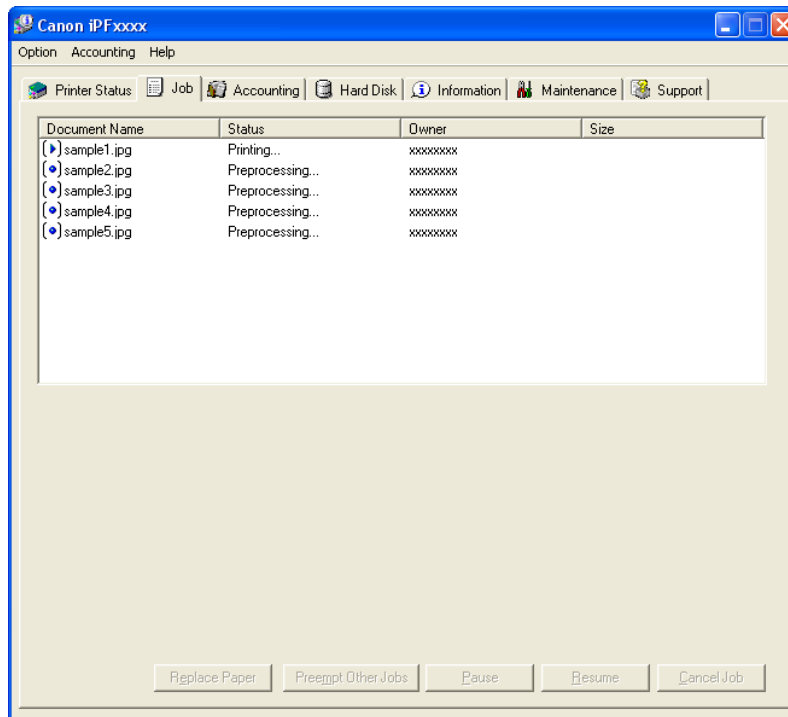 Canon iPFxxxx
Option Accounting Help
Printer Status Job Accounting Hard Disk Information Maintenance Support
Document Name Status Owner Size
sample1.jpg Printing... xxxxxxxx
sample2.jpg Preprocessing... xxxxxxxx
sample3.jpg Preprocessing... xxxxxxxx
sample4.jpg Preprocessing... xxxxxxxx
sample5.jpg Preprocessing... xxxxxxxx
Replace Paper Preempt Other Jobs Pause Resume Cancel Job